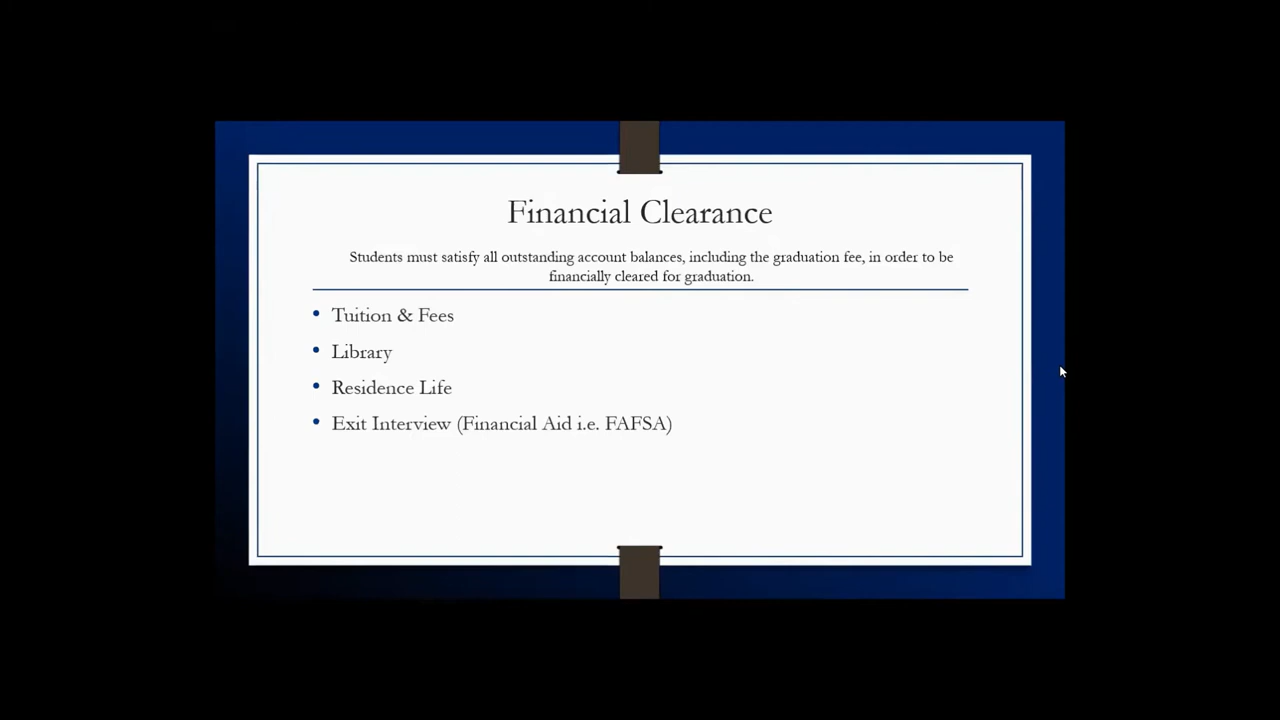 Financial Clearance
Students must satisfy all outstanding account balances, including the graduation fee, in order to be
financially cleared for graduation.
• Tuition & Fees
• Library
• Residence Life
• Exit Interview (Financial Aid i.e. FAFSA)